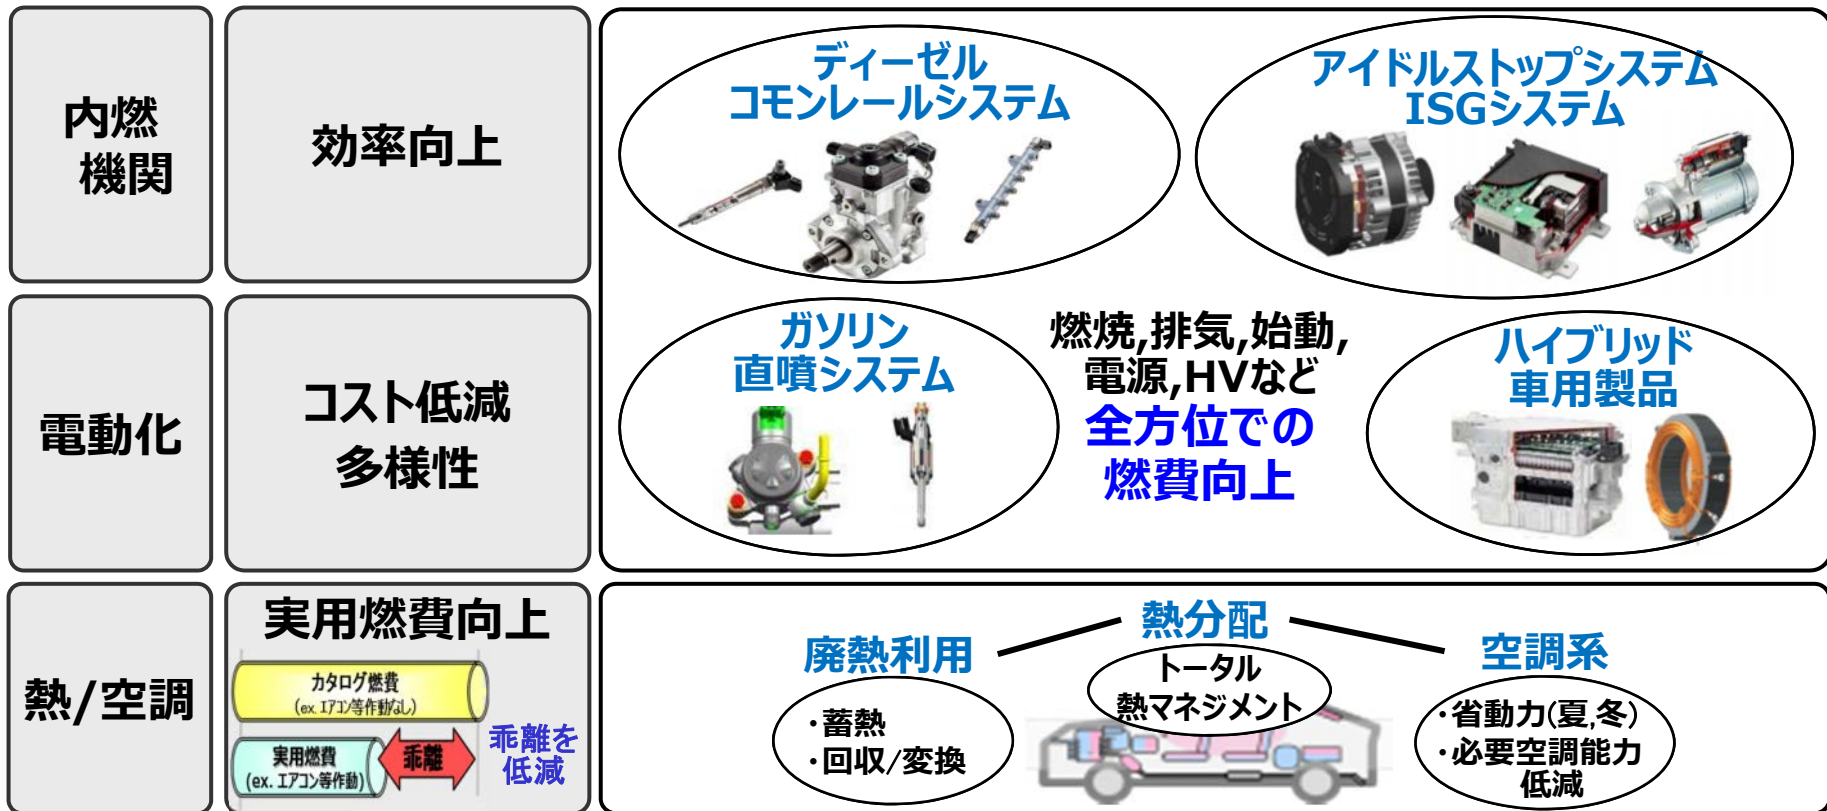 内燃
機関
効率向上
ディーゼル
コモンレールシステム
アイドルストップシステム
ISGシステム
電動化
コスト低減
多様性
ガソリン
直噴システム
燃焼,排気,始動,
電源,HVなど
全方位での
燃費向上
ハイブリッド
車用製品
熱/空調
実用燃費向上
カタログ燃費
(ex. エアコン等作動なし)
実用燃費
(ex. エアコン等作動)
乖離
乖離を
低減
廃熱利用
・蓄熱
・回収/変換
熱分配
トータル
熱マネジメント
空調系
・省動力(夏,冬)
・必要空調能力
低減